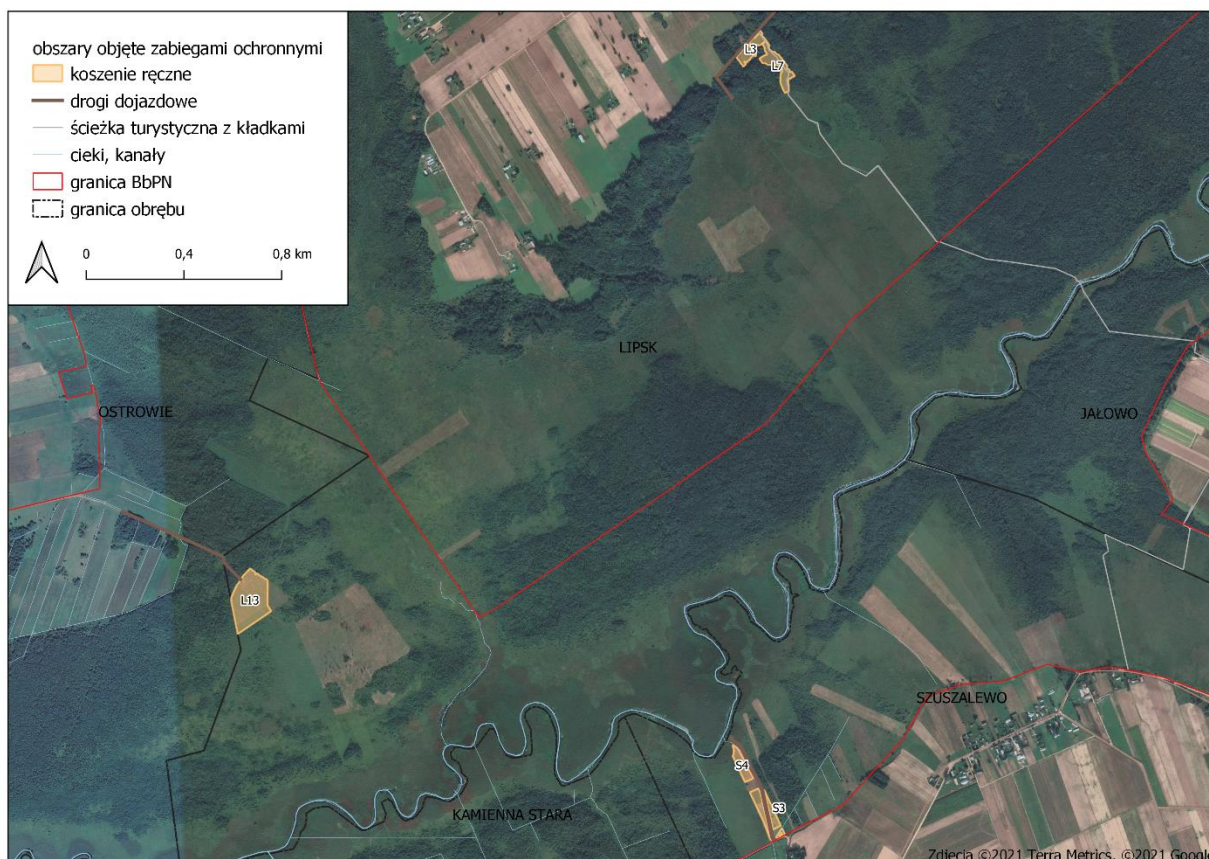 obszary objęte zabiegami ochronnymi
koszenie ręczne
drogi dojazdowe
ścieżka turystyczna z kładkami
cieki, kanały
granica BbPN
granica obrębu
0 0,4 0,8 km
L3
L7
LIPSK
OSTROWIE
JAŁOWO
L13
SZUSZALEWO
S4
S3
KAMIENNA STARA
Zdjęcia ©2021 Terra Metrics, ©2021 Google